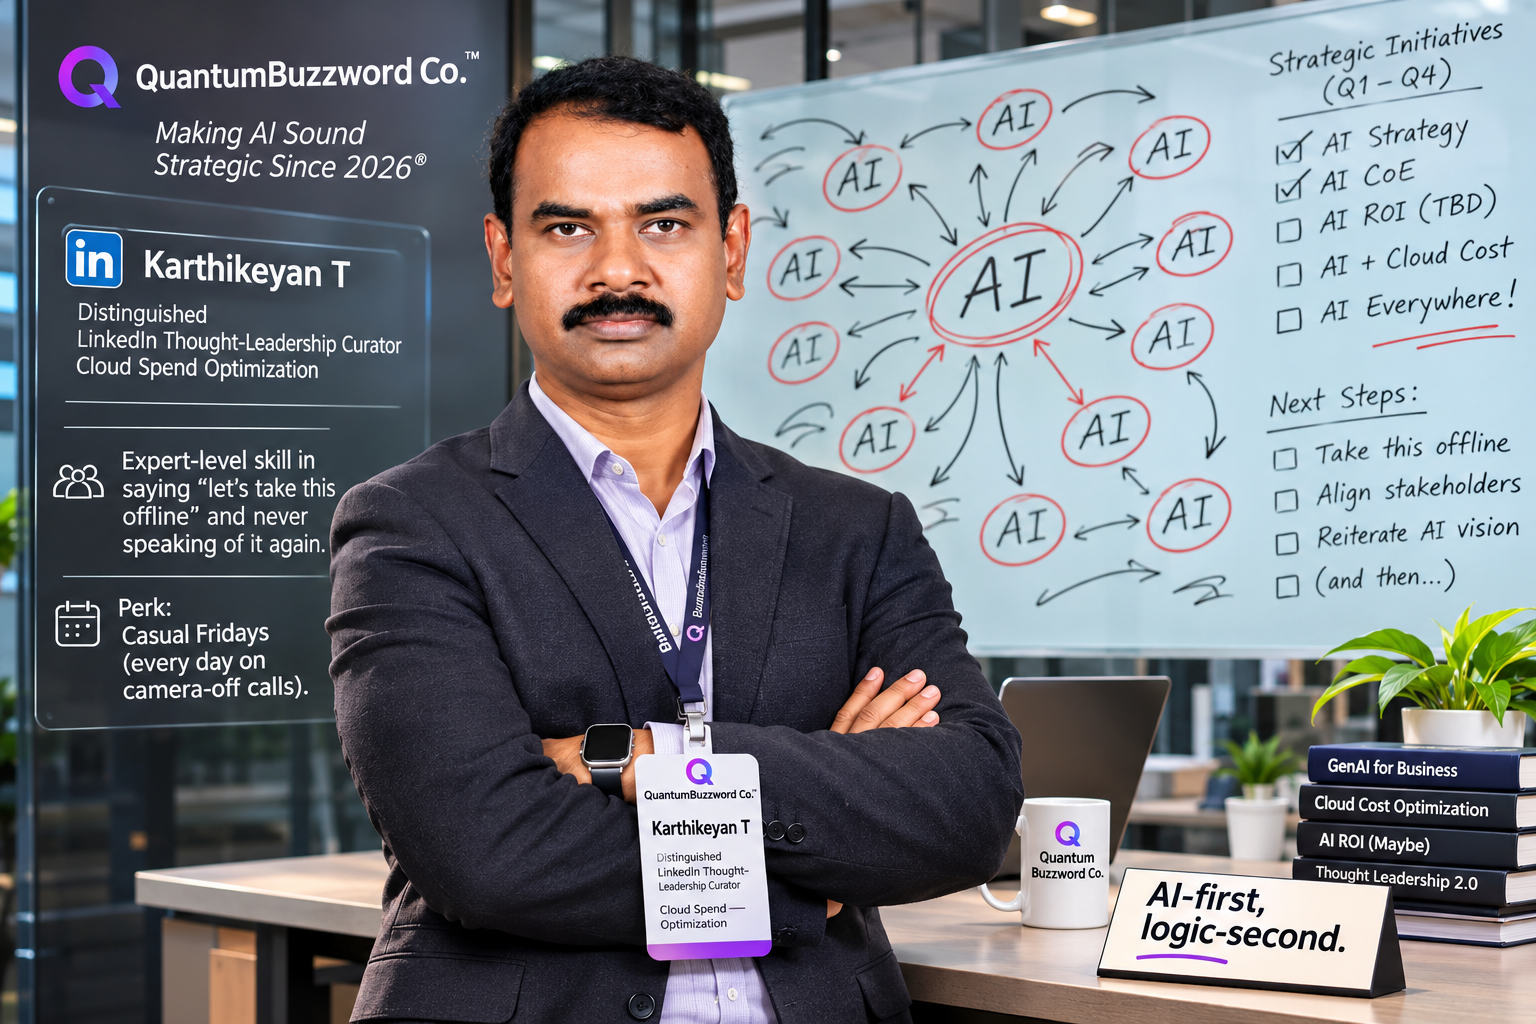 QuantumBuzzword Co.™
Making AI Sound
Strategic Since 2026®
in
Karthikeyan T
Distinguished
LinkedIn Thought-Leadership Curator
Cloud Spend Optimization
Expert-level skill in
saying “let’s take this
offline” and never
speaking of it again.
Perk:
Casual Fridays
(every day on
camera-off calls).
AI
AI
AI
AI
AI
AI
AI
AI
AI
AI
AI
AI
Strategic Initiatives
(Q1 – Q4)
AI Strategy
AI CoE
AI ROI (TBD)
AI + Cloud Cost
AI Everywhere!
Next Steps:
Take this offline
Align stakeholders
Reiterate AI vision
(and then...)
QuantumBuzzword Co.™
Karthikeyan T
Distinguished
LinkedIn Thought-
Leadership Curator
Cloud Spend —
Optimization
Quantum
Buzzword Co.
GenAI for Business
Cloud Cost Optimization
AI ROI (Maybe)
Thought Leadership 2.0
AI-first,
logic-second.